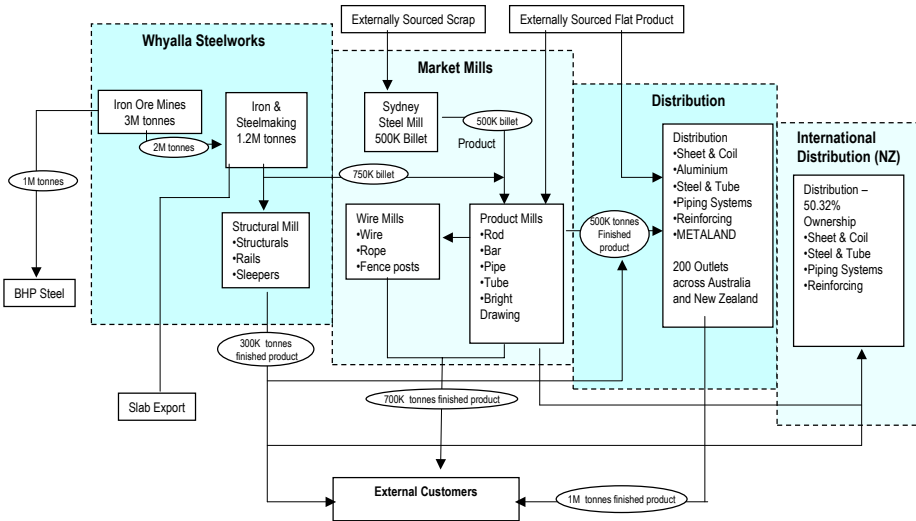 Externally Sourced Scrap
Externally Sourced Flat Product
Whyalla Steelworks
Market Mills
Distribution
International
Distribution (NZ)
Iron Ore Mines
3M tonnes
2M tonnes
Iron &
Steelmaking
1.2M tonnes
Sydney
Steel Mill
500K Billet
500K billet
Product
1M tonnes
750K billet
Structural Mill
•Structurals
•Rails
•Sleepers
Wire Mills
•Wire
•Rope
•Fence posts
Product Mills
•Rod
•Bar
•Pipe
•Tube
•Bright
Drawing
500K tonnes
Finished
product
Distribution
•Sheet & Coil
•Aluminium
•Steel & Tube
•Piping Systems
•Reinforcing
•METALAND
200 Outlets
across Australia
and New Zealand
Distribution –
50.32%
Ownership
•Sheet & Coil
•Steel & Tube
•Piping Systems
•Reinforcing
BHP Steel
300K tonnes
finished product
Slab Export
700K tonnes finished product
External Customers
1M tonnes finished product